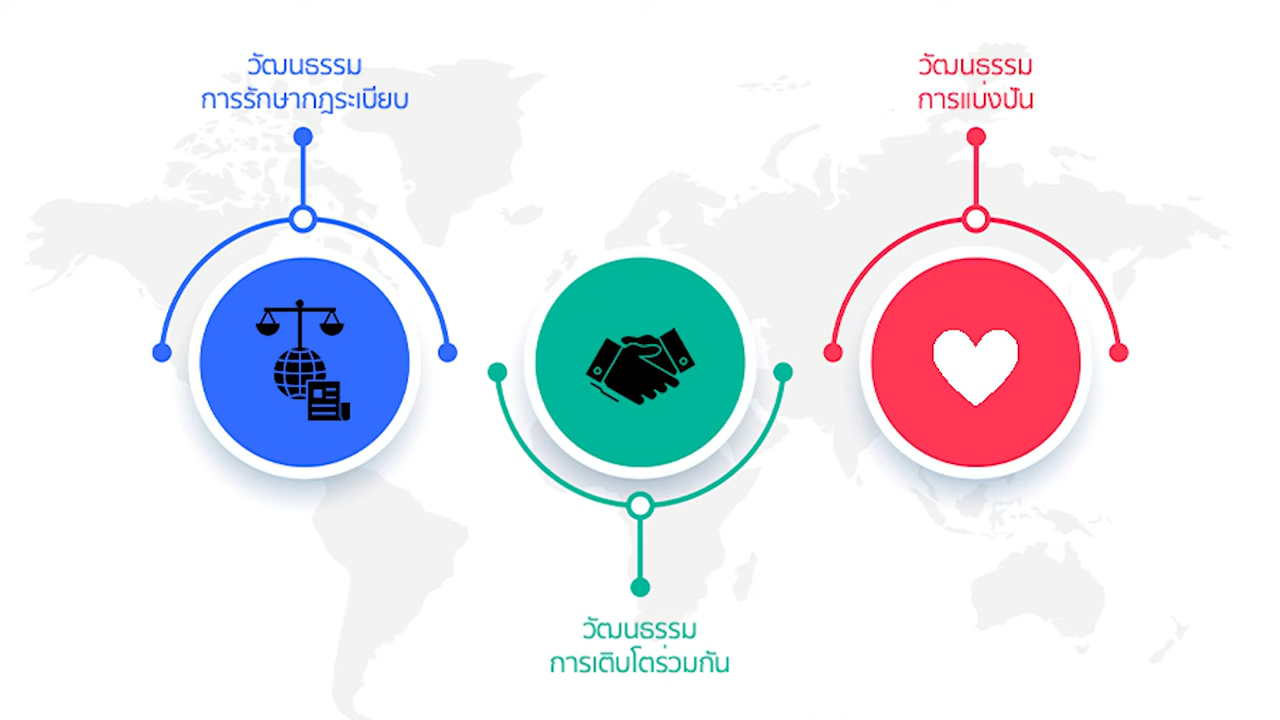 วัฒนธรรม
การรักษากฎระเบียบ
วัฒนธรรม
การเติบโตร่วมกัน
วัฒนธรรม
การแบ่งปัน